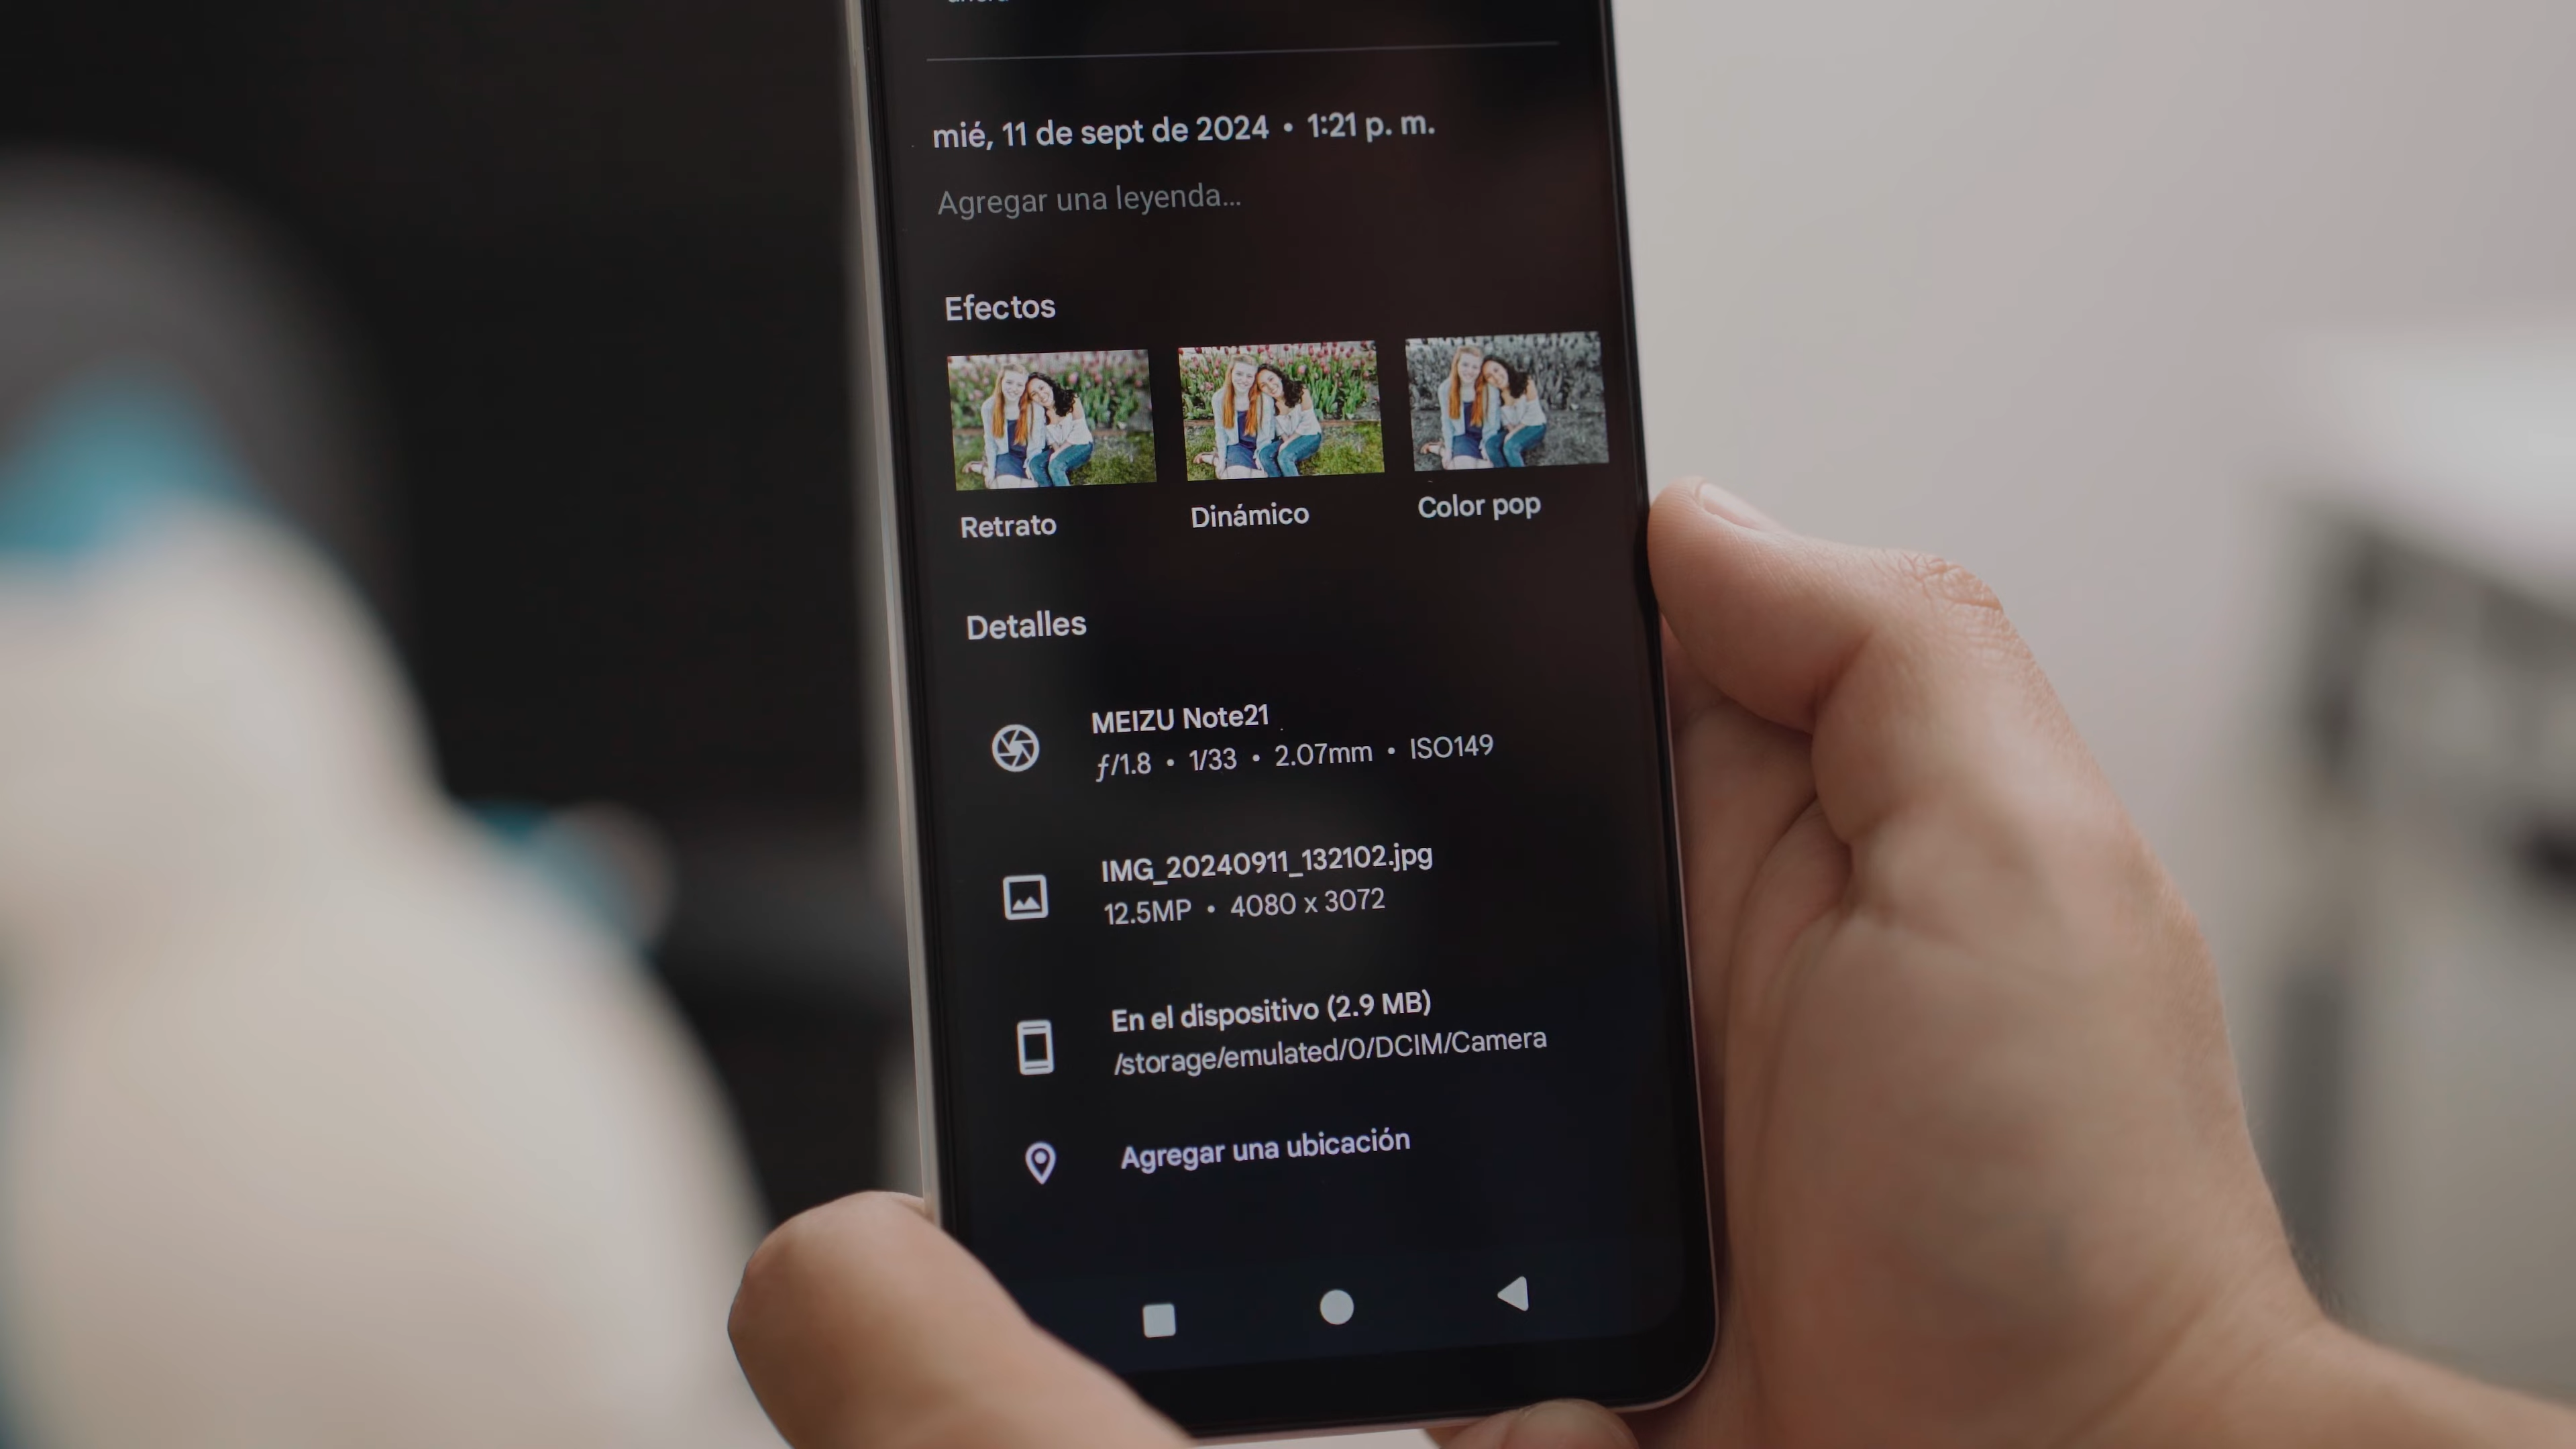 mié, 11 de sept de 2024 • 1:21 p. m.
Agregar una leyenda...
Efectos
Retrato
Dinámico
Color pop
Detalles
MEIZU Note21
ƒ/1.8 • 1/33 • 2.07mm • ISO149
IMG_20240911_132102.jpg
12.5MP • 4080 x 3072
En el dispositivo (2.9 MB)
/storage/emulated/0/DCIM/Camera
Agregar una ubicación